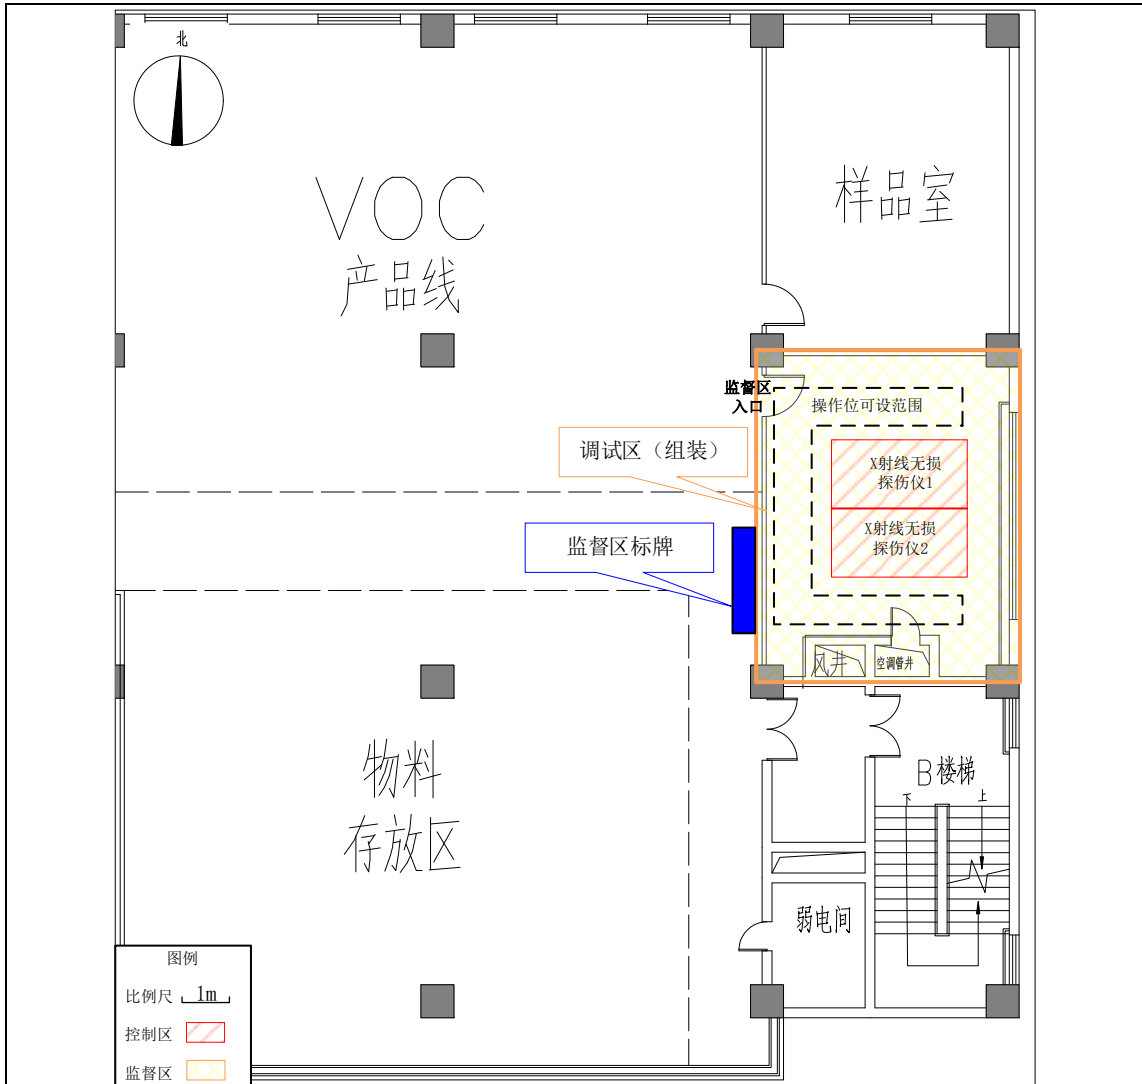 北
VOC
产品线
样品室
监督区
入口
操作位可设范围
调试区（组装）
X射线无损
探伤仪1
X射线无损
探伤仪2
监督区标牌
风井
空调管井
物料
存放区
B楼梯
下
上
弱电间
图例
比例尺 1m
控制区
监督区